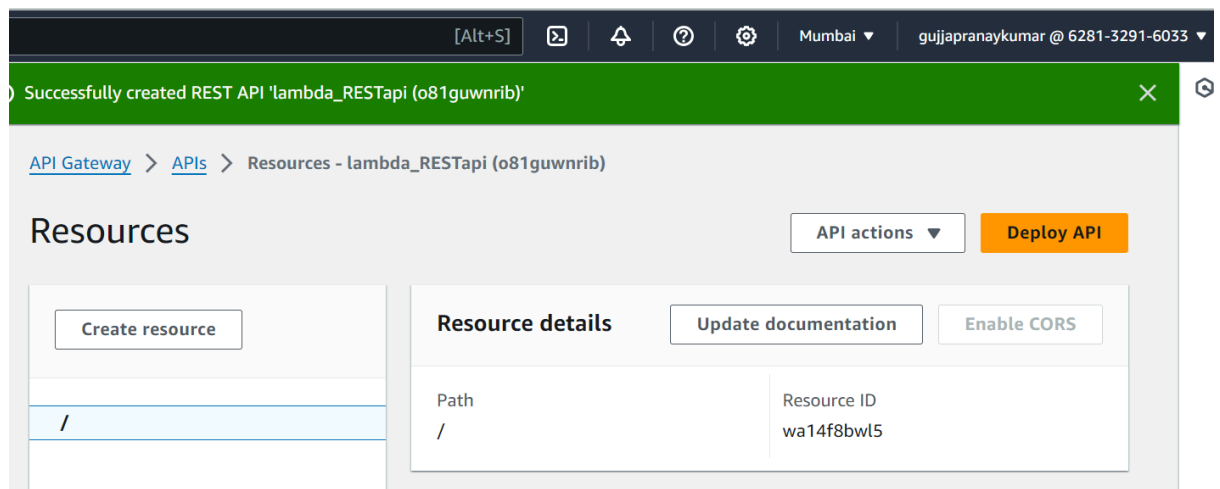 [Alt+S] Mumbai ▼ gujjapranaykumar @ 6281-3291-6033 ▼
Successfully created REST API 'lambda_RESTapi (o81guwnrib)'
API Gateway > APIs > Resources - lambda_RESTapi (o81guwnrib)
Resources
API actions ▼ Deploy API
Create resource
Resource details Update documentation Enable CORS
/
Path Resource ID
/ wa14f8bwl5